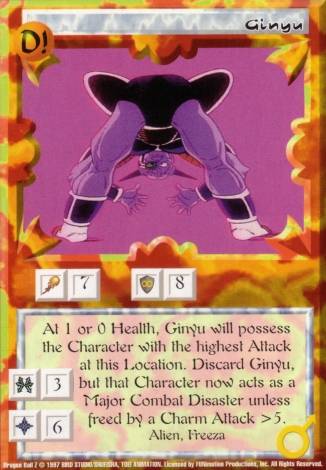 Ginyu
D!
7
8
At 1 or 0 Health, Ginyu will possess
the Character with the highest Attack
at this Location. Discard Ginyu,
but that Character now acts as a
Major Combat Disaster unless
freed by a Charm Attack >5.
Alien, Freeza
3
6
Dragon Ball Z © 1997 BIRD STUDIO/SHUEISHA, TOEI ANIMATION. Licensed by FUNimation Productions, Inc. All Rights Reserved.